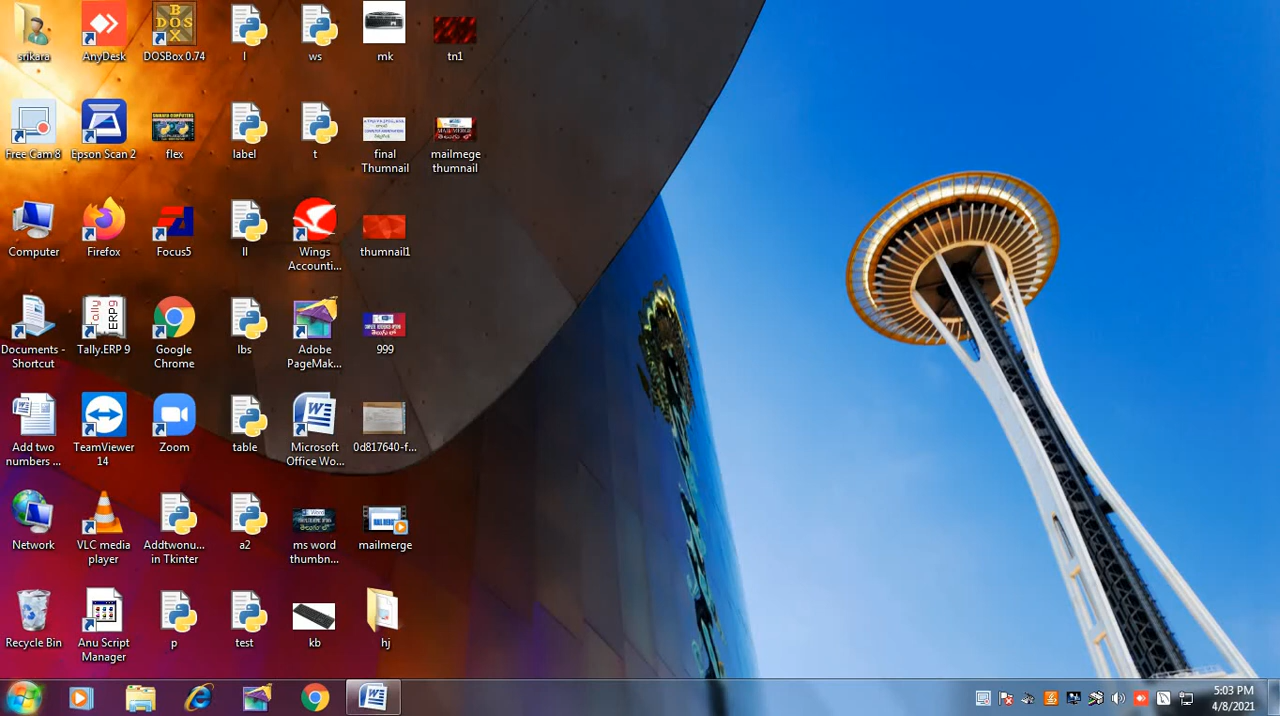 srikara
AnyDesk
DOSBox 0.74
l
ws
mk
tn1
Free Cam 8
Epson Scan 2
flex
label
t
final
Thumnail
mailmege
thumnail
Computer
Firefox
Focus5
ll
Wings
Accounti...
thumnail1
Documents -
Shortcut
Tally.ERP 9
Google
Chrome
lbs
Adobe
PageMak...
999
Add two
numbers ...
TeamViewer
14
Zoom
table
Microsoft
Office Wo...
0d817640-f...
Network
VLC media
player
Addtwonu...
in Tkinter
a2
ms word
thumbn...
mailmerge
Recycle Bin
Anu Script
Manager
p
test
kb
hj
5:03 PM
4/8/2021